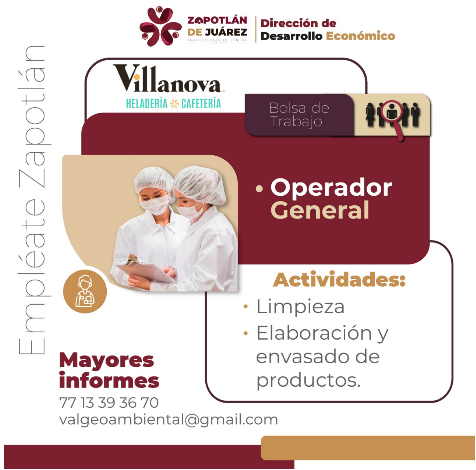 ZAPOTLÁN
DE JUÁREZ
Dirección de
Desarrollo Económico
Empléate Zapotlán
Villanova
HELADERÍA CAFETERÍA
Bolsa de
Trabajo
• Operador
General
Actividades:
• Limpieza
• Elaboración y
envasado de
productos.
Mayores
informes
77 13 39 36 70
valgeoambiental@gmail.com